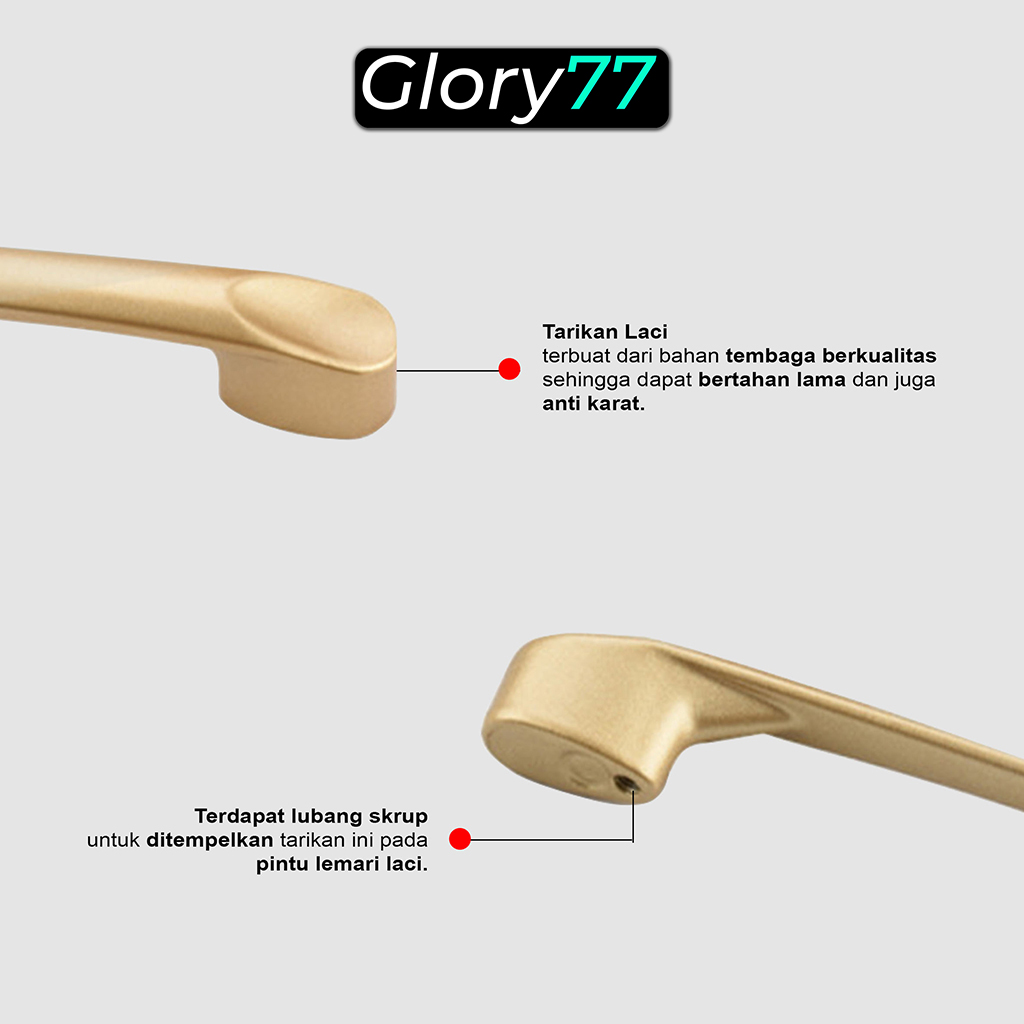 Glory77
Tarikan Laci
terbuat dari bahan tembaga berkualitas
sehingga dapat bertahan lama dan juga
anti karat.
Terdapat lubang skrup
untuk ditempelkan tarikan ini pada
pintu lemari laci.